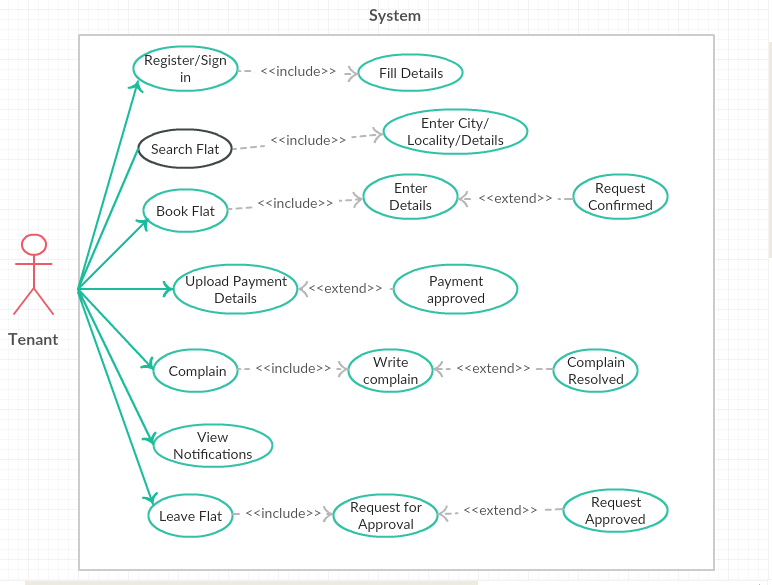 System
Register/Sign
in
<<include>>
Fill Details
Search Flat
<<include>>
Enter City/
Locality/Details
Book Flat
<<include>>
Enter
Details
<<extend>>
Request
Confirmed
Tenant
Upload Payment
Details
<<extend>>
Payment
approved
Complain
<<include>>
Write
complain
<<extend>>
Complain
Resolved
View
Notifications
Leave Flat
<<include>>
Request for
Approval
<<extend>>
Request
Approved